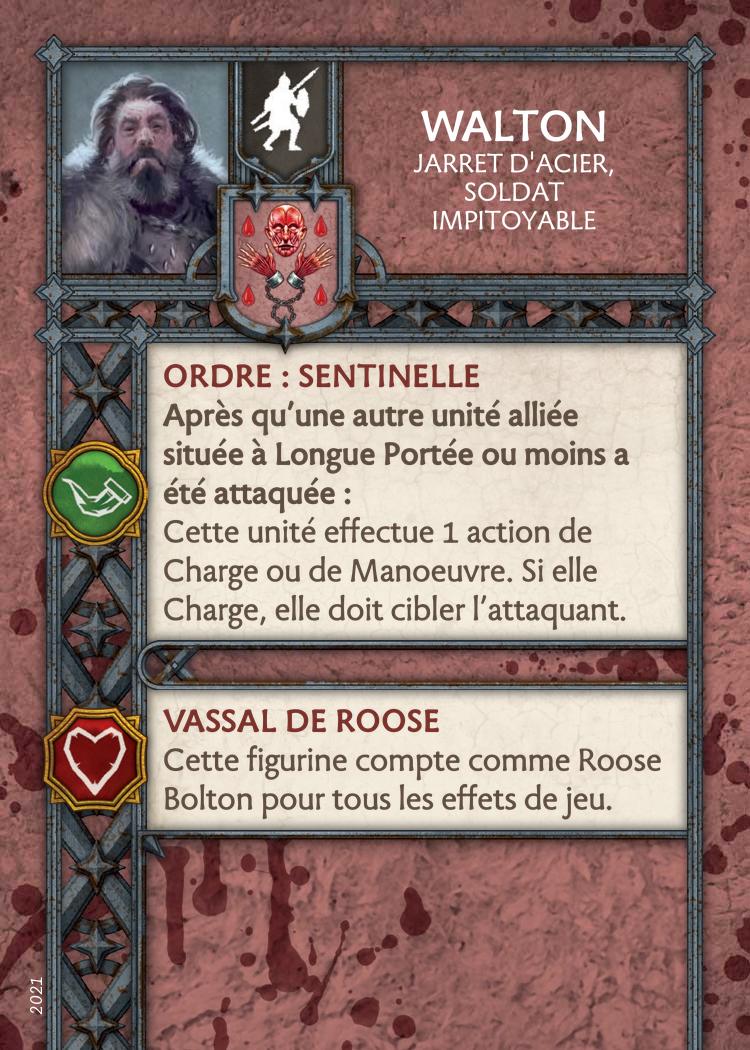 WALTON
JARRET D'ACIER,
SOLDAT
IMPITOYABLE
ORDRE : SENTINELLE
Après qu’une autre unité alliée
située à Longue Portée ou moins a
été attaquée :
Cette unité effectue 1 action de
Charge ou de Manoeuvre. Si elle
Charge, elle doit cibler l’attaquant.
VASSAL DE ROOSE
Cette figurine compte comme Roose
Bolton pour tous les effets de jeu.
2021